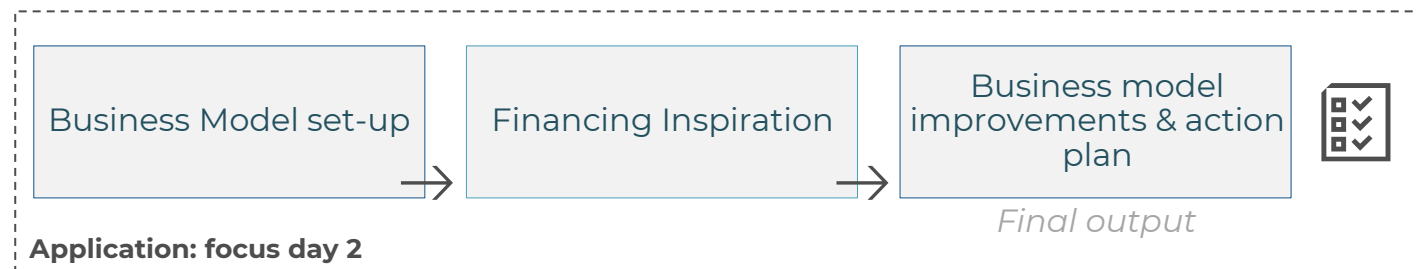 Business Model set-up
Financing Inspiration
Business model
improvements & action
plan
Final output
Application: focus day 2